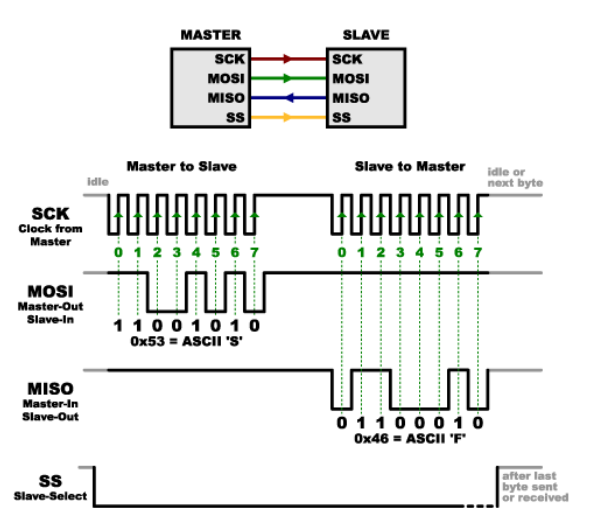 MASTER SLAVE
SCK SCK
MOSI MOSI
MISO MISO
SS SS
Master to Slave Slave to Master
idle
idle or
next byte
SCK
Clock from
Master
0 1 2 3 4 5 6 7 0 1 2 3 4 5 6 7
MOSI
Master-Out
Slave-In
1 1 0 0 1 0 1 0
0x53 = ASCII 'S'
MISO
Master-In
Slave-Out
0 1 1 0 0 0 1 0
0x46 = ASCII 'F'
SS
Slave-Select
after last
byte sent
or received